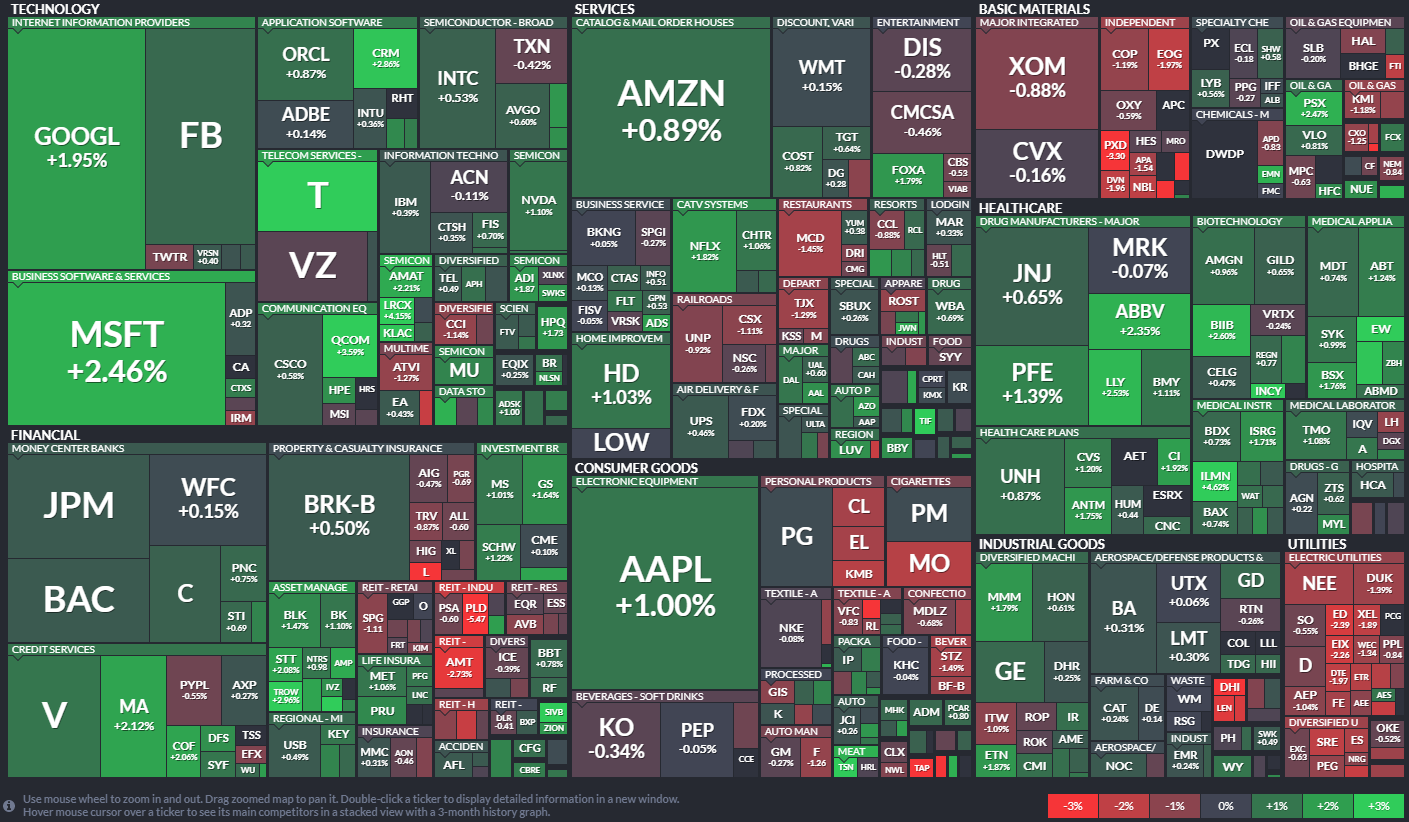 TECHNOLOGY
INTERNET INFORMATION PROVIDERS
GOOGL
+1.95%
FB
TWTR
VRSN
+0.40
BUSINESS SOFTWARE & SERVICES
MSFT
+2.46%
ADP
+0.32
CA
CTXS
IRM
APPLICATION SOFTWARE
ORCL
+0.87%
CRM
+2.86%
ADBE
+0.14%
INTU
+0.36%
RHT
SEMICONDUCTOR - BROAD
INTC
+0.53%
TXN
-0.42%
AVGO
+0.60%
TELECOM SERVICES -
T
VZ
INFORMATION TECHNO
IBM
+0.39%
ACN
-0.11%
CTSH
+0.35%
FIS
+0.70%
SEMICON
NVDA
+1.10%
SEMICON
AMAT
+2.21%
LRCX
+4.15%
KLAC
DIVERSIFIED
TEL
+0.49
APH
SEMICON
ADI
+1.87
XLNX
SWKS
COMMUNICATION EQ
CSCO
+0.58%
QCOM
+3.59%
HPE
HRS
MSI
DIVERSIFIE
CCI
-1.14%
SCIEN
FTV
HPQ
+1.73
MULTIME
ATVI
-1.27%
EA
+0.43%
SEMICON
MU
DATA STO
EQIX
+0.25%
BR
NLSN
ADSK
+1.00
SERVICES
CATALOG & MAIL ORDER HOUSES
AMZN
+0.89%
DISCOUNT, VARI
WMT
+0.15%
COST
+0.82%
TGT
+0.64%
DG
+0.28
ENTERTAINMENT
DIS
-0.28%
CMCSA
-0.46%
FOXA
+1.79%
CBS
-0.53
VIAB
BUSINESS SERVICE
BKNG
+0.05%
SPGI
-0.27%
MCO
+0.13%
CTAS
INFO
+0.51
FISV
-0.05%
FLT
GPN
+0.53
VRSK
ADS
CATV SYSTEMS
NFLX
+1.82%
CHTR
+1.06%
RESTAURANTS
MCD
-1.45%
YUM
+0.38
DRI
CMG
RESORTS
CCL
-0.88%
RCL
LODGIN
MAR
+0.93%
HLT
-0.51
RAILROADS
UNP
-0.92%
CSX
-1.11%
NSC
-0.26%
DEPART
TJX
-1.29%
KSS
M
SPECIAL
SBUX
+0.26%
APPARE
ROST
JWN
DRUG
WBA
+0.69%
HOME IMPROVEM
HD
+1.03%
LOW
AIR DELIVERY & F
UPS
+0.46%
FDX
+0.20%
MAJOR
DAL
UAL
+0.60
AAL
DRUGS
ABC
CAH
INDUST
FOOD
SYY
AUTO P
AZO
AAP
CPRT
KMX
KR
SPECIAL
ULTA
REGION
LUV
TIF
BBY
BASIC MATERIALS
MAJOR INTEGRATED
XOM
-0.88%
CVX
-0.16%
INDEPENDENT
COP
-1.19%
EOG
-1.97%
OXY
-0.59%
APC
PXD
-3.30
HES
MRO
APA
-1.54
DVN
-1.96
NBL
SPECIALTY CHE
PX
ECL
-0.18
SHW
+0.58
LYB
+0.56%
PPG
-0.27
IFF
ALB
CHEMICALS - M
DWDP
APD
-0.83
EMN
FMC
OIL & GAS EQUIPMEN
SLB
-0.20%
HAL
BHGE
FTI
OIL & GA
PSX
+2.47%
VLO
+0.81%
MPC
-0.63
HFC
OIL & GAS
KMI
-1.18%
CXO
-1.25
FCX
CF
NEM
-0.84
NUE
HEALTHCARE
DRUG MANUFACTURERS - MAJOR
JNJ
+0.65%
MRK
-0.07%
ABBV
+2.35%
PFE
+1.39%
LLY
+2.53%
BMY
+1.11%
BIOTECHNOLOGY
AMGN
+0.96%
GILD
+0.65%
BIIB
+2.60%
VRTX
-0.24%
CELG
+0.47%
REGN
+0.77
INCY
MEDICAL APPLIA
MDT
+0.74%
ABT
+1.24%
SYK
+0.99%
EW
BSX
+1.76%
ZBH
ABMD
HEALTH CARE PLANS
UNH
+0.87%
CVS
+1.20%
AET
CI
+1.92%
ANTM
+1.75%
HUM
+0.44
ESRX
CNC
MEDICAL INSTR
BDX
+0.73%
ISRG
+1.71%
ILMN
+4.62%
WAT
BAX
+0.74%
MEDICAL LABORATOR
TMO
+1.08%
IQV
LH
A
DGX
DRUGS - G
AGN
+0.22
ZTS
+0.62
MYL
HOSPITA
HCA
FINANCIAL
MONEY CENTER BANKS
JPM
WFC
+0.15%
BAC
C
PNC
+0.75%
STI
+0.69
PROPERTY & CASUALTY INSURANCE
BRK-B
+0.50%
AIG
-0.47%
PGR
-0.69
TRV
-0.87%
ALL
-0.60
HIG
XL
L
INVESTMENT BR
MS
+1.01%
GS
+1.64%
SCHW
+1.22%
CME
+0.10%
CREDIT SERVICES
V
MA
+2.12%
PYPL
-0.55%
AXP
+0.27%
COF
+2.06%
DFS
TSS
SYF
EFX
WU
ASSET MANAGE
BLK
+1.47%
BK
+1.10%
STT
+2.08%
NTRS
+0.98
AMP
TROW
+2.96%
IVZ
REIT - RETAI
SPG
-1.11
GGP
O
FRT
KIM
REIT - INDU
PSA
-0.60
PLD
-5.47
REIT - RES
EQR
ESS
AVB
REIT -
AMT
-2.73%
DIVERS
ICE
-0.39%
BBT
+0.78%
RF
LIFE INSURA
MET
+1.06%
PFG
LNC
PRU
REGIONAL - MI
USB
+0.49%
KEY
INSURANCE
MMC
+0.31%
AON
-0.46
REIT - H
REIT -
DLR
-0.41
BXP
SIVB
ZION
ACCIDEN
AFL
CFG
CBRE
CONSUMER GOODS
ELECTRONIC EQUIPMENT
AAPL
+1.00%
PERSONAL PRODUCTS
PG
CL
EL
KMB
CIGARETTES
PM
MO
TEXTILE - A
NKE
-0.08%
TEXTILE - A
VFC
-0.83
RL
CONFECTIO
MDLZ
-0.68%
PACKA
IP
FOOD -
KHC
-0.04%
BEVER
STZ
-1.49%
BF-B
BEVERAGES - SOFT DRINKS
KO
-0.34%
PEP
-0.05%
CCE
PROCESSED
GIS
K
AUTO
JCI
+0.26
MHK
ADM
PCAR
+0.80
AUTO MAN
GM
-0.27%
F
-1.26
MEAT
TSN
HRL
CLX
NWL
TAP
INDUSTRIAL GOODS
DIVERSIFIED MACHI
MMM
+1.79%
HON
+0.61%
GE
DHR
+0.25%
ITW
-1.09%
ROP
IR
ROK
AME
ETN
+1.87%
CMI
AEROSPACE/DEFENSE PRODUCTS &
BA
+0.31%
UTX
+0.06%
GD
LMT
+0.30%
RTN
-0.26%
COL
LLL
TDG
HII
FARM & CO
CAT
+0.24%
DE
+0.14
WASTE
WM
RSG
DHI
LEN
AEROSPACE/
NOC
INDUST
EMR
+0.24%
PH
SWK
+0.49
WY
UTILITIES
ELECTRIC UTILITIES
NEE
DUK
-1.39%
SO
-0.55%
ED
-2.39
XEL
-1.89
PCG
D
EIX
-2.26
WEC
-1.34
PPL
-0.84
DTE
-1.97
ETR
AEP
-1.04%
FE
AEE
AES
DIVERSIFIED U
EXC
-0.63
SRE
ES
PEG
NRG
OKE
-0.52%
Use mouse wheel to zoom in and out. Drag zoomed map to pan it. Double-click a ticker to display detailed information in a new window.
Hover mouse cursor over a ticker to see its main competitors in a stacked view with a 3-month history graph.
-3%
-2%
-1%
0%
+1%
+2%
+3%